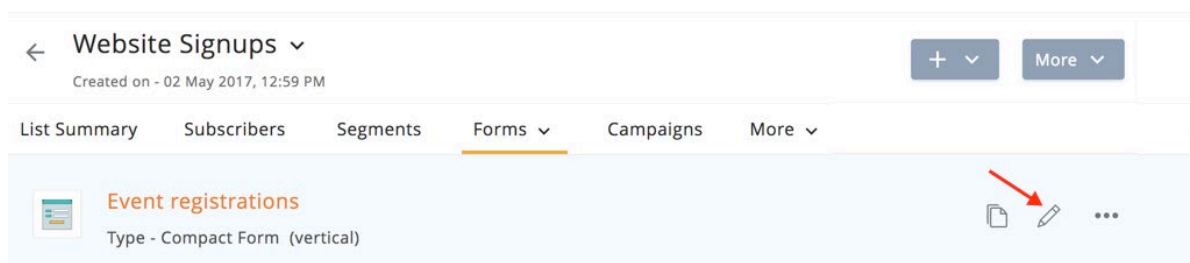 Website Signups
Created on - 02 May 2017, 12:59 PM
+ More
List Summary Subscribers Segments Forms Campaigns More
Event registrations
Type - Compact Form (vertical)